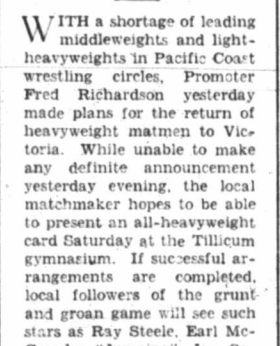 WITH a shortage of leading
middleweights and light-
heavyweights in Pacific Coast
wrestling circles, Promoter
Fred Richardson yesterday
made plans for the return of
heavyweight matmen to Vic-
toria. While unable to make
any definite announcement
yesterday evening, the local
matchmaker hopes to be able
to present an all-heavyweight
card Saturday at the Tillicum
gymnasium. If successful ar-
rangements are completed,
local followers of the grunt
and groan game will see such
stars as Ray Steele, Earl Mc-